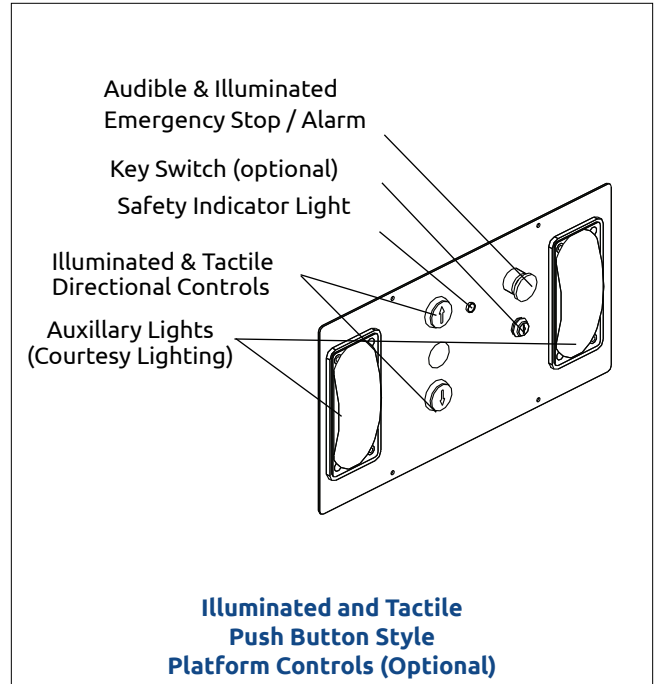 Audible & Illuminated
Emergency Stop / Alarm
Key Switch (optional)
Safety Indicator Light
Illuminated & Tactile
Directional Controls
Auxillary Lights
(Courtesy Lighting)
Illuminated and Tactile
Push Button Style
Platform Controls (Optional)